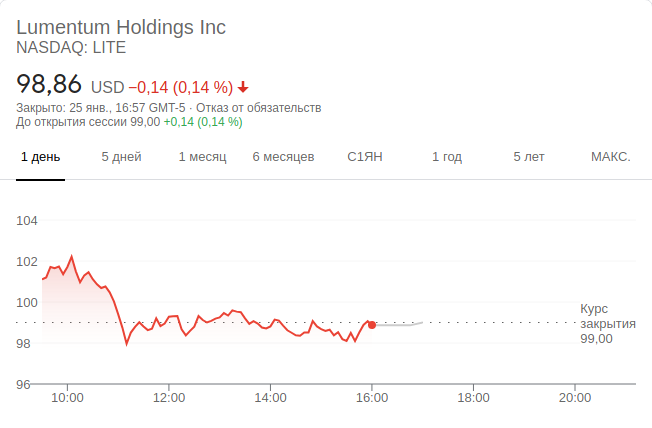 Lumentum Holdings Inc
NASDAQ: LITE
98,86 USD −0,14 (0,14 %)
Закрыто: 25 янв., 16:57 GMT-5 · Отказ от обязательств
До открытия сессии 99,00 +0,14 (0,14 %)
1 день 5 дней 1 месяц 6 месяцев С1ЯН 1 год 5 лет МАКС.
104
102
100
98
96
Курс
закрытия
99,00
10:00 12:00 14:00 16:00 18:00 20:00